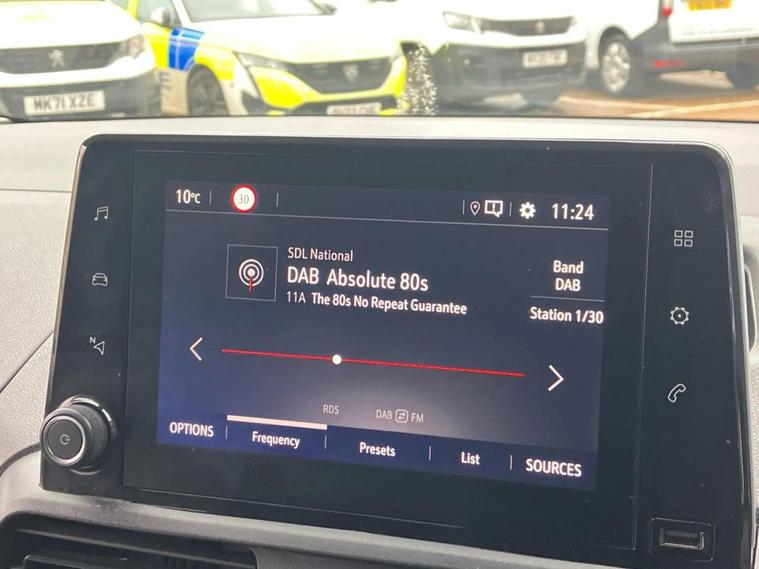 MK71 XZE
10°C
30
11:24
SDL National
DAB Absolute 80s
11A The 80s No Repeat Guarantee
Band
DAB
Station 1/30
N
RDS
DAB FM
OPTIONS
Frequency
Presets
List
SOURCES